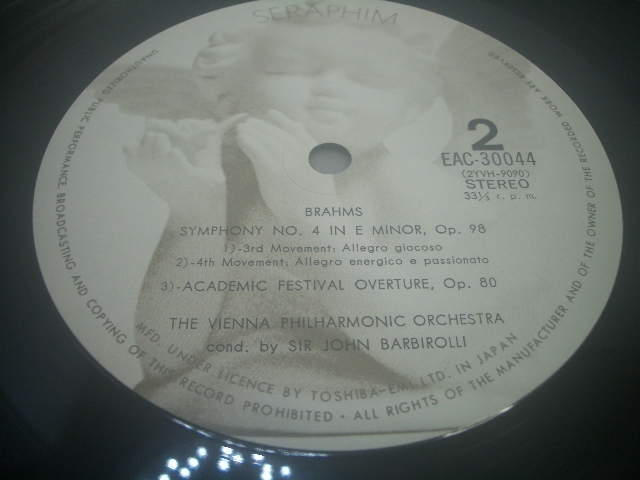 SERAPHIM
2
EAC-30044
(2YVH-9090)
STEREO
33⅓ r. p. m.
BRAHMS
SYMPHONY NO. 4 IN E MINOR, Op. 98
1)-3rd Movement: Allegro giocoso
2)-4th Movement: Allegro energico e passionato
3)-ACADEMIC FESTIVAL OVERTURE, Op. 80
THE VIENNA PHILHARMONIC ORCHESTRA
cond. by SIR JOHN BARBIROLLI
MFD. UNDER LICENCE BY TOSHIBA-EMI LTD. IN JAPAN
UNAUTHORIZED PUBLIC PERFORMANCE, BROADCASTING AND COPYING OF THIS RECORD PROHIBITED • ALL RIGHTS OF THE MANUFACTURER AND OF THE OWNER OF THE RECORDED WORK ARE RESERVED